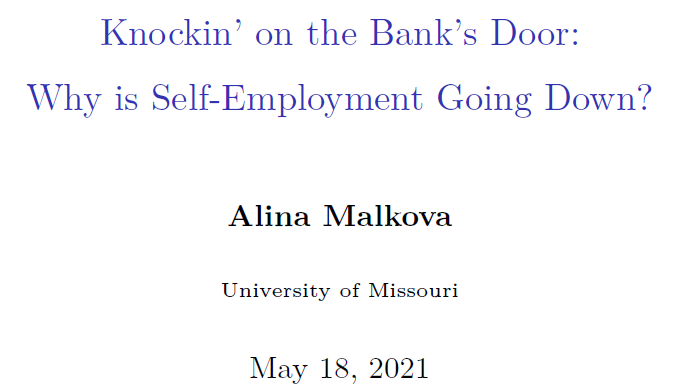 Knockin' on the Bank's Door:
Why is Self-Employment Going Down?
Alina Malkova
University of Missouri
May 18, 2021